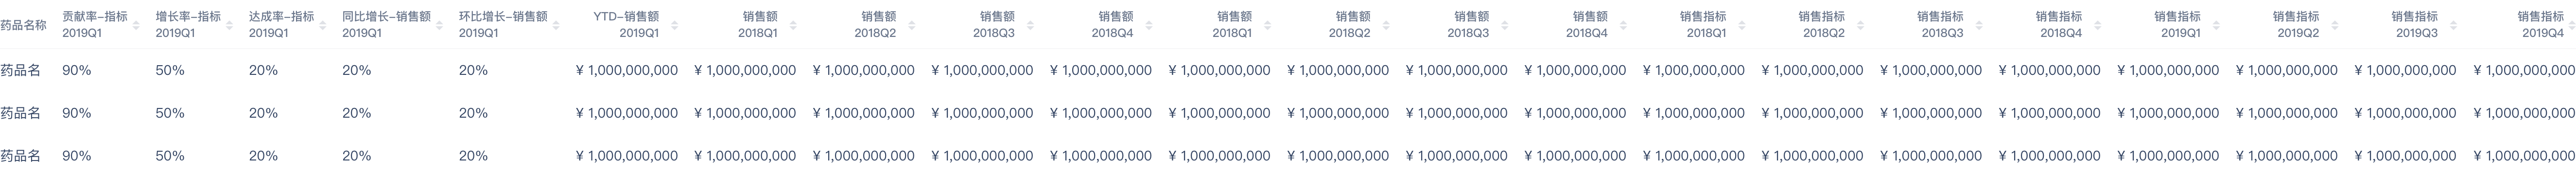 药品名称 贡献率-指标 增长率-指标 达成率-指标 同比增长-销售额 环比增长-销售额 YTD-销售额 销售额 销售额 销售额 销售额 销售额 销售额 销售额 销售额 销售指标 销售指标 销售指标 销售指标 销售指标 销售指标 销售指标 销售指标
2019Q1 2019Q1 2019Q1 2019Q1 2019Q1 2019Q1 2018Q1 2018Q2 2018Q3 2018Q4 2018Q1 2018Q2 2018Q3 2018Q4 2018Q1 2018Q2 2018Q3 2018Q4 2019Q1 2019Q2 2019Q3 2019Q4
药品名 90% 50% 20% 20% 20% ¥ 1,000,000,000 ¥ 1,000,000,000 ¥ 1,000,000,000 ¥ 1,000,000,000 ¥ 1,000,000,000 ¥ 1,000,000,000 ¥ 1,000,000,000 ¥ 1,000,000,000 ¥ 1,000,000,000 ¥ 1,000,000,000 ¥ 1,000,000,000 ¥ 1,000,000,000 ¥ 1,000,000,000 ¥ 1,000,000,000 ¥ 1,000,000,000 ¥ 1,000,000,000 ¥ 1,000,000,000
药品名 90% 50% 20% 20% 20% ¥ 1,000,000,000 ¥ 1,000,000,000 ¥ 1,000,000,000 ¥ 1,000,000,000 ¥ 1,000,000,000 ¥ 1,000,000,000 ¥ 1,000,000,000 ¥ 1,000,000,000 ¥ 1,000,000,000 ¥ 1,000,000,000 ¥ 1,000,000,000 ¥ 1,000,000,000 ¥ 1,000,000,000 ¥ 1,000,000,000 ¥ 1,000,000,000 ¥ 1,000,000,000 ¥ 1,000,000,000
药品名 90% 50% 20% 20% 20% ¥ 1,000,000,000 ¥ 1,000,000,000 ¥ 1,000,000,000 ¥ 1,000,000,000 ¥ 1,000,000,000 ¥ 1,000,000,000 ¥ 1,000,000,000 ¥ 1,000,000,000 ¥ 1,000,000,000 ¥ 1,000,000,000 ¥ 1,000,000,000 ¥ 1,000,000,000 ¥ 1,000,000,000 ¥ 1,000,000,000 ¥ 1,000,000,000 ¥ 1,000,000,000 ¥ 1,000,000,000